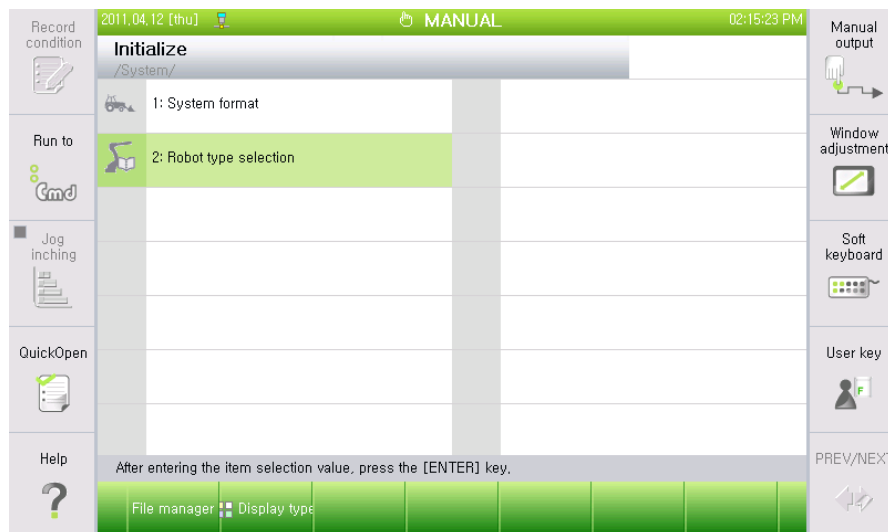 2011,04,12 [thu]
MANUAL
02:15:23 PM
Record
condition
Run to
Cmd
Jog
inching
QuickOpen
Help
Initialize
/System/
1: System format
2: Robot type selection
After entering the item selection value, press the [ENTER] key,
File manager
Display type
Manual
output
Window
adjustment
Soft
keyboard
User key
F
PREV/NEXT